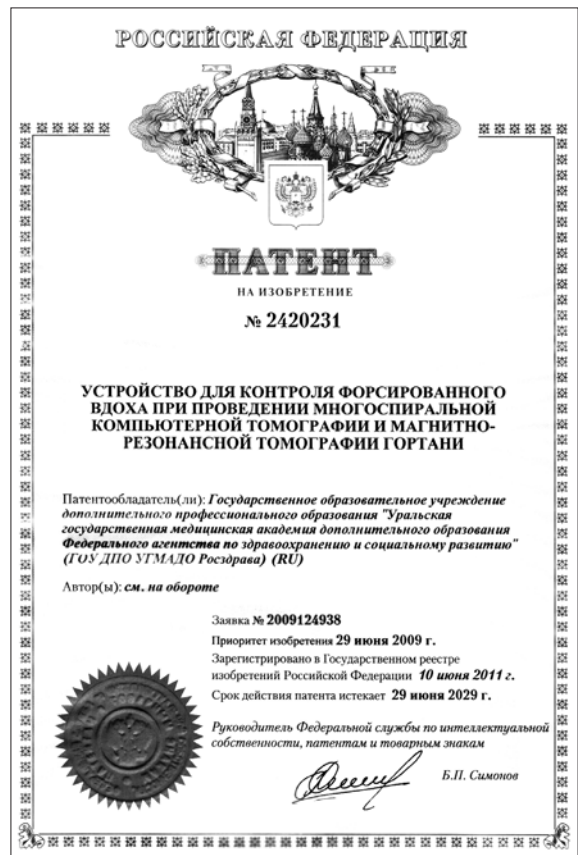 РОССИЙСКАЯ ФЕДЕРАЦИЯ
ПАТЕНТ
НА ИЗОБРЕТЕНИЕ
№ 2420231
УСТРОЙСТВО ДЛЯ КОНТРОЛЯ ФОРСИРОВАННОГО
ВДОХА ПРИ ПРОВЕДЕНИИ МНОГОСПИРАЛЬНОЙ
КОМПЬЮТЕРНОЙ ТОМОГРАФИИ И МАГНИТНО-
РЕЗОНАНСНОЙ ТОМОГРАФИИ ГОРТАНИ
Патентообладатель(ли): Государственное образовательное учреждение
дополнительного профессионального образования "Уральская
государственная медицинская академия дополнительного образования
Федерального агентства по здравоохранению и социальному развитию"
(ГОУ ДПО УГМАДО Росздрава) (RU)
Автор(ы): см. на обороте
Заявка № 2009124938
Приоритет изобретения 29 июня 2009 г.
Зарегистрировано в Государственном реестре
изобретений Российской Федерации 10 июня 2011 г.
Срок действия патента истекает 29 июня 2029 г.
Руководитель Федеральной службы по интеллектуальной
собственности, патентам и товарным знакам
Б.П. Симонов